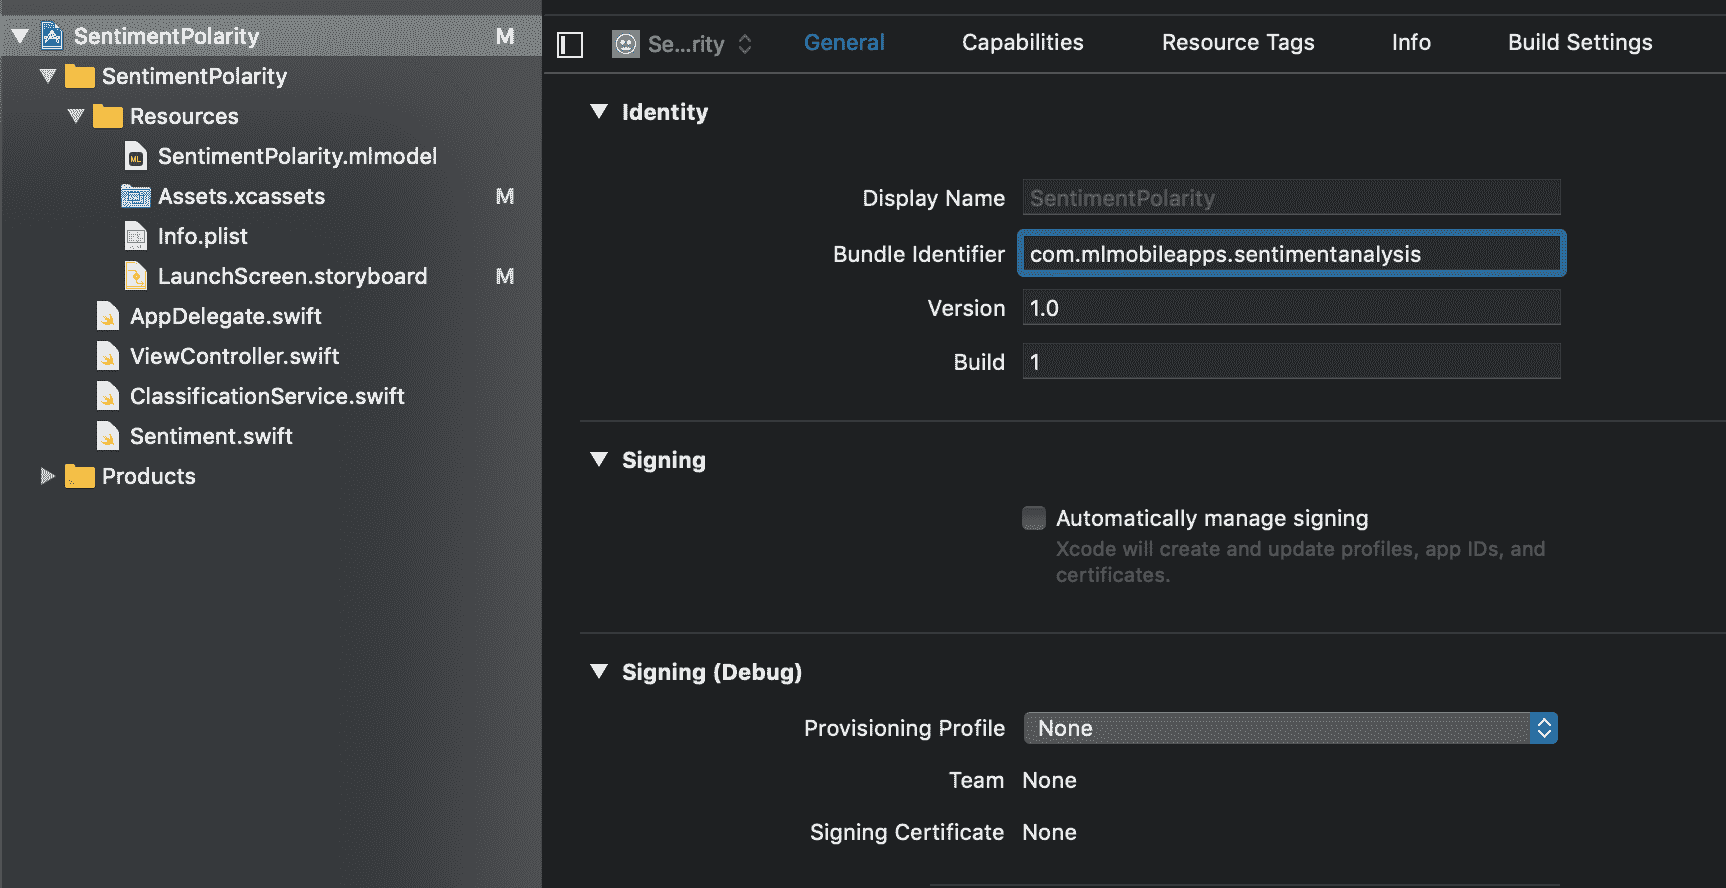 SentimentPolarity M
SentimentPolarity
Resources
ML SentimentPolarity.mlmodel
Assets.xcassets M
Info.plist
LaunchScreen.storyboard M
AppDelegate.swift
ViewController.swift
ClassificationService.swift
Sentiment.swift
Products
Se...rity General Capabilities Resource Tags Info Build Settings
Identity
Display Name SentimentPolarity
Bundle Identifier com.mlmobileapps.sentimentanalysis
Version 1.0
Build 1
Signing
Automatically manage signing
Xcode will create and update profiles, app IDs, and
certificates.
Signing (Debug)
Provisioning Profile None
Team None
Signing Certificate None